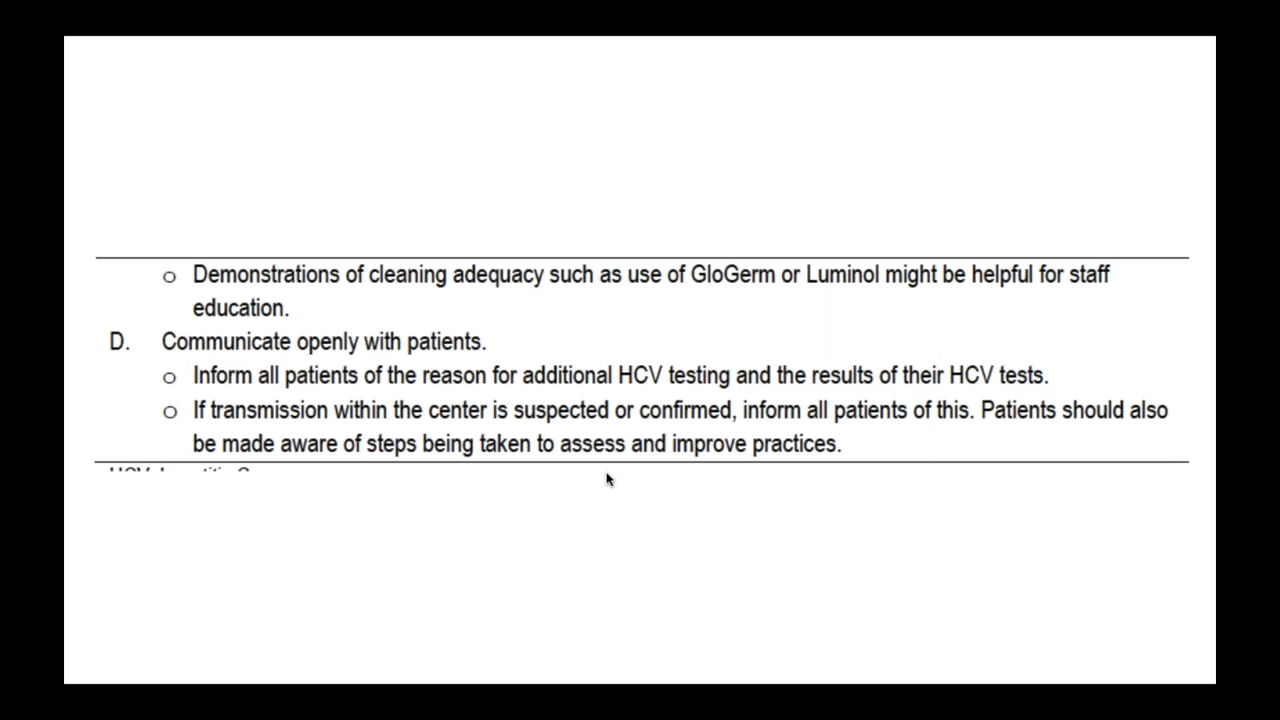 o Demonstrations of cleaning adequacy such as use of GloGerm or Luminol might be helpful for staff
education.
D. Communicate openly with patients.
o Inform all patients of the reason for additional HCV testing and the results of their HCV tests.
o If transmission within the center is suspected or confirmed, inform all patients of this. Patients should also
be made aware of steps being taken to assess and improve practices.